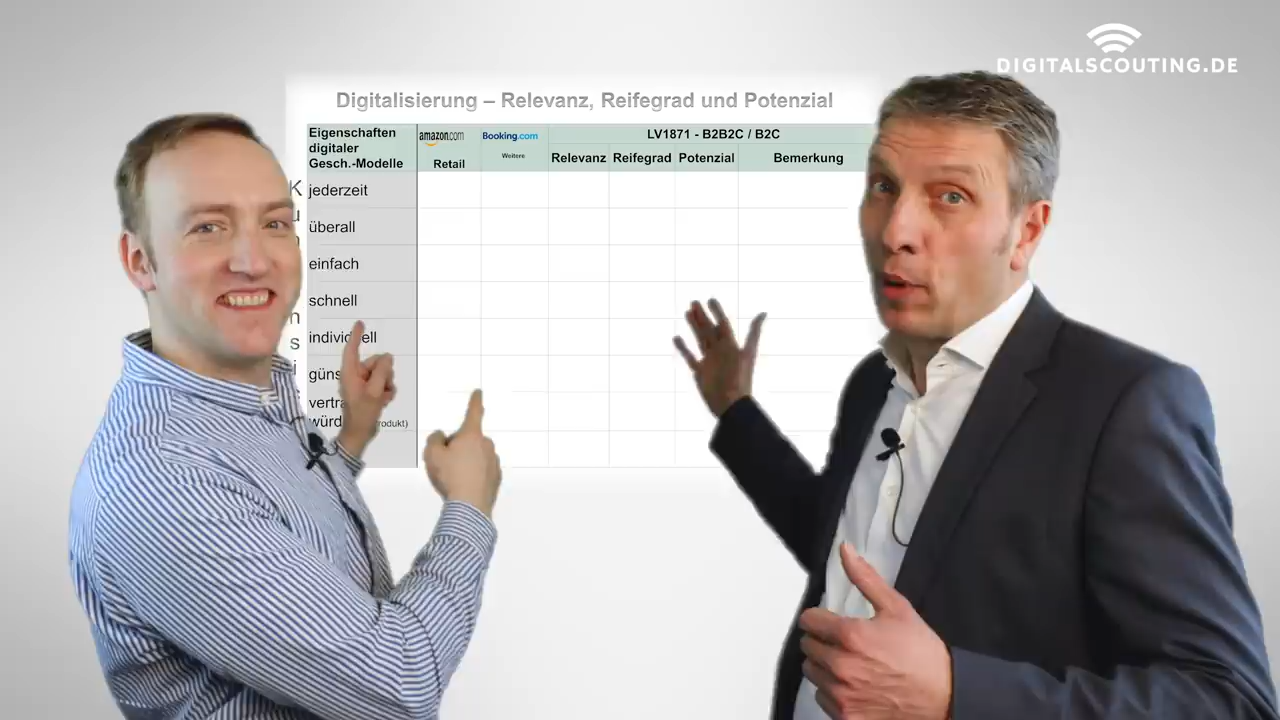 DIGITALSCOUTING.DE
Digitalisierung – Relevanz, Reifegrad und Potenzial
Eigenschaften
digitaler
Gesch.-Modelle
amazon.com
Retail
Booking.com
Weitere
LV1871 - B2B2C / B2C
Relevanz Reifegrad Potenzial Bemerkung
jederzeit
überall
einfach
schnell